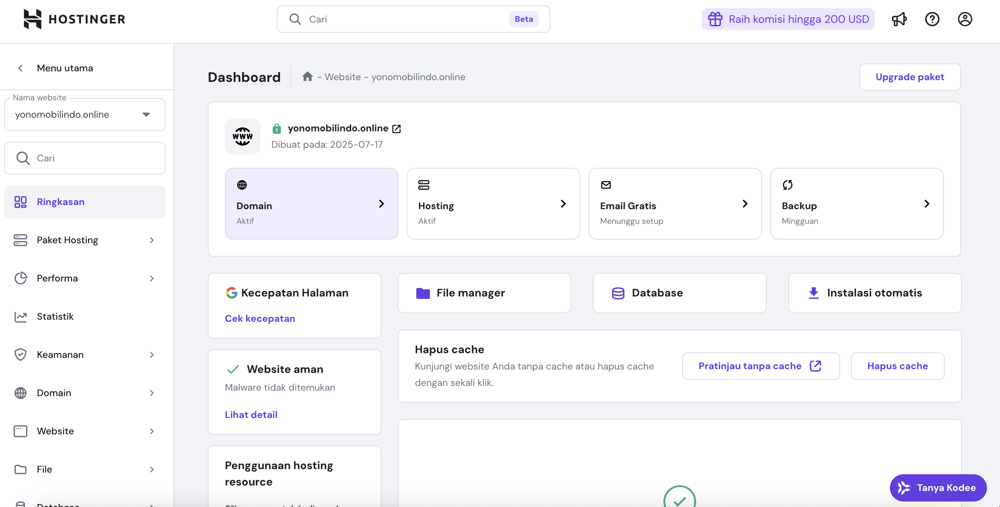 HOSTINGER
Cari
Beta
Raih komisi hingga 200 USD
Menu utama
Nama website
yonomobilindo.online
Cari
Ringkasan
Paket Hosting
Performa
Statistik
Keamanan
Domain
Website
File
Database
Dashboard
- Website - yonomobilindo.online
Upgrade paket
www
yonomobilindo.online
Dibuat pada: 2025-07-17
Domain
Aktif
Hosting
Aktif
Email Gratis
Menunggu setup
Backup
Mingguan
Kecepatan Halaman
Cek kecepatan
File manager
Database
Instalasi otomatis
Website aman
Malware tidak ditemukan
Lihat detail
Hapus cache
Kunjungi website Anda tanpa cache atau hapus cache
dengan sekali klik.
Pratinjau tanpa cache
Hapus cache
Penggunaan hosting
resource
Tanya Kodee